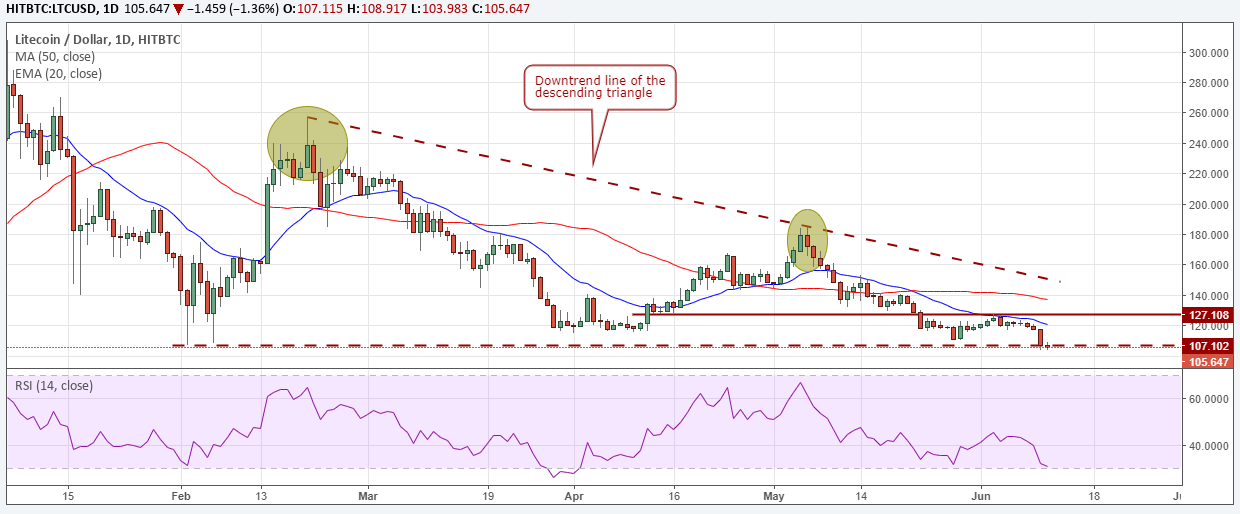 HITBTC:LTCUSD, 1D 105.647 ▼ −1.459 (−1.36%) O:107.115 H:108.917 L:103.983 C:105.647
Litecoin / Dollar, 1D, HITBTC
MA (50, close)
EMA (20, close)
Downtrend line of the
descending triangle
300.000
280.000
260.000
240.000
220.000
200.000
180.000
160.000
140.000
127.108
120.000
107.102
105.647
RSI (14, close)
60.0000
40.0000
15 Feb 13 Mar 19 Apr 16 May 14 Jun 18